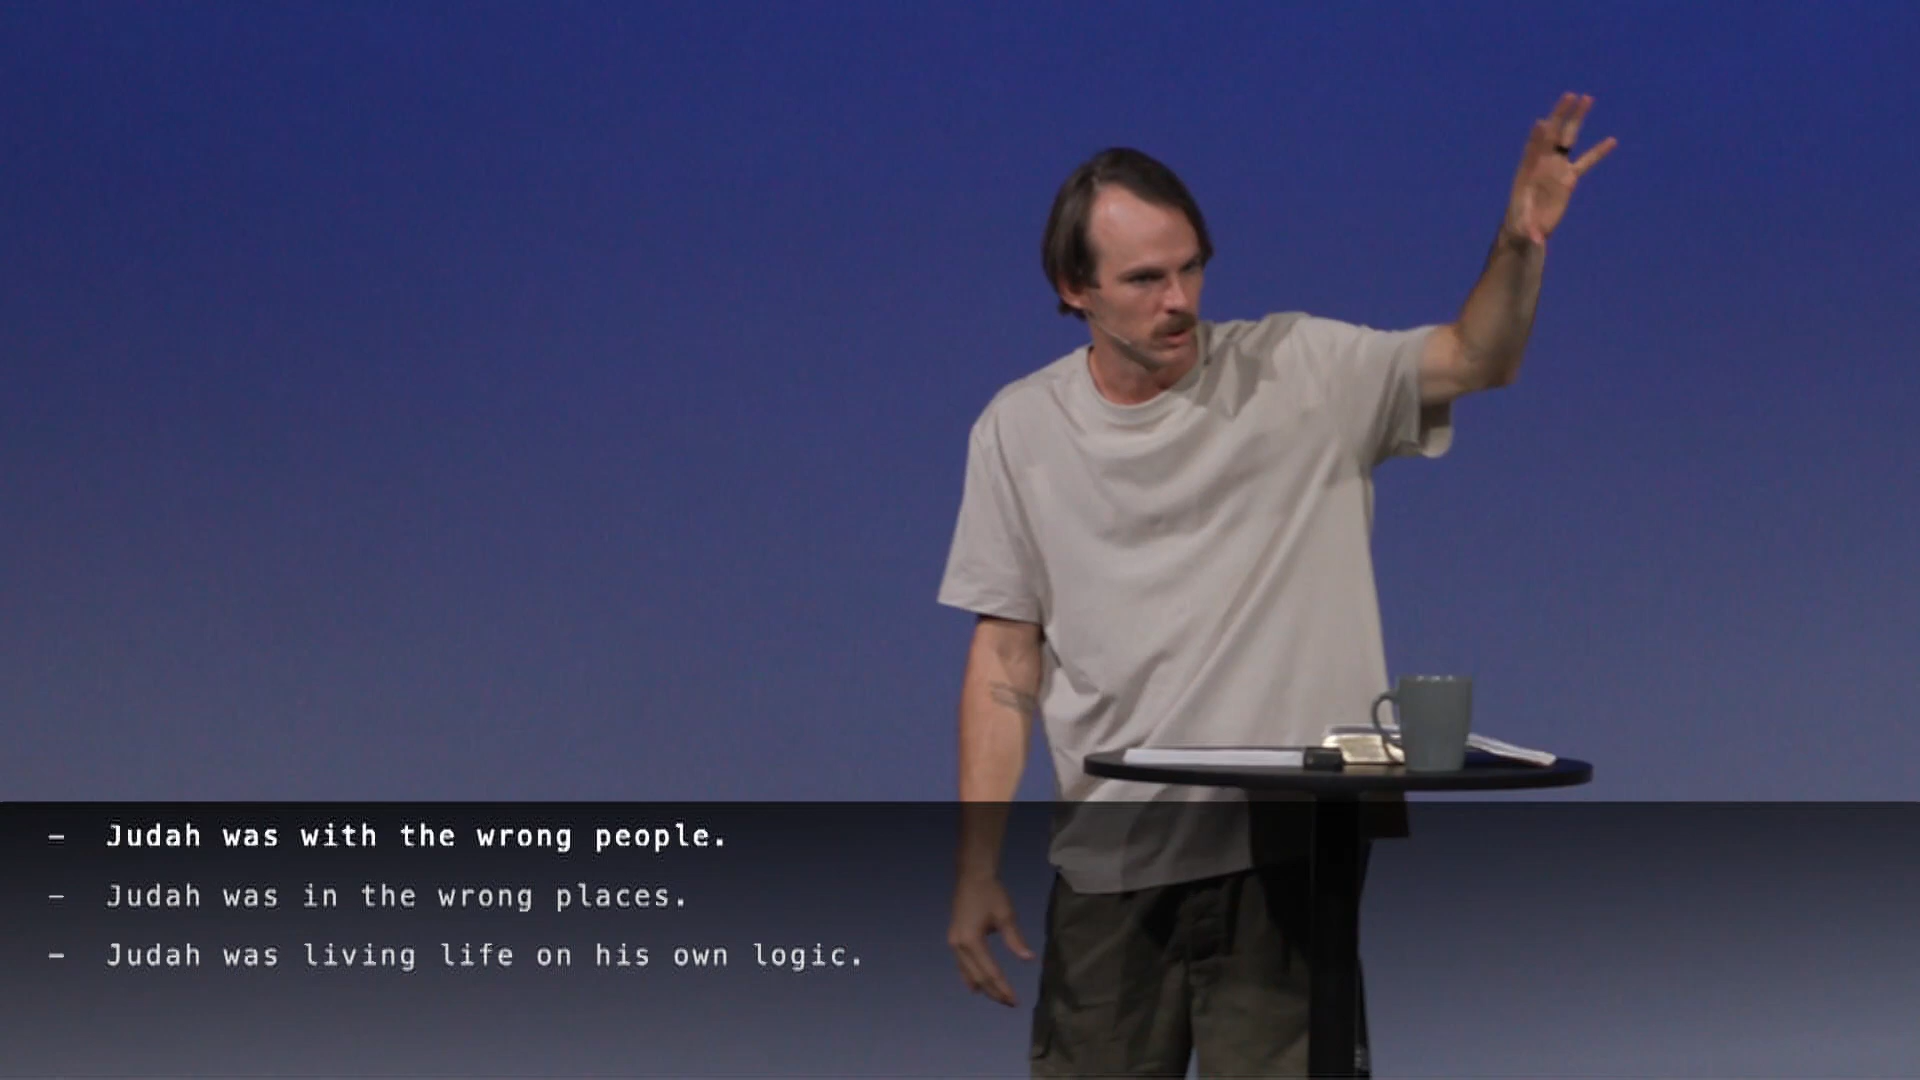 - Judah was with the wrong people.
- Judah was in the wrong places.
- Judah was living life on his own logic.